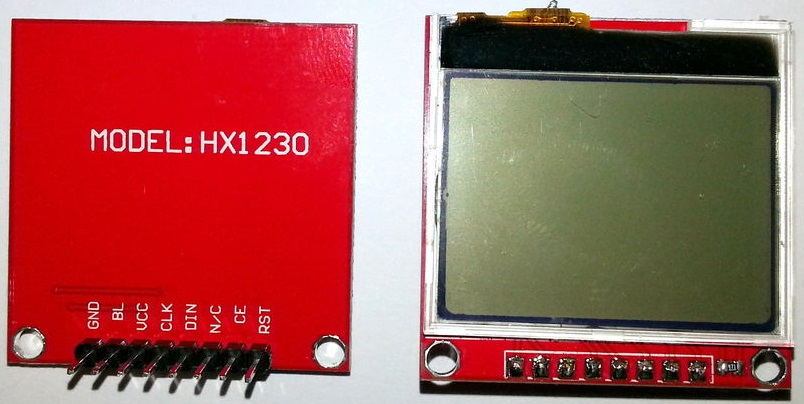 MODEL:HX1230
GND
BL
VCC
CLK
DIN
N/C
CE
RST